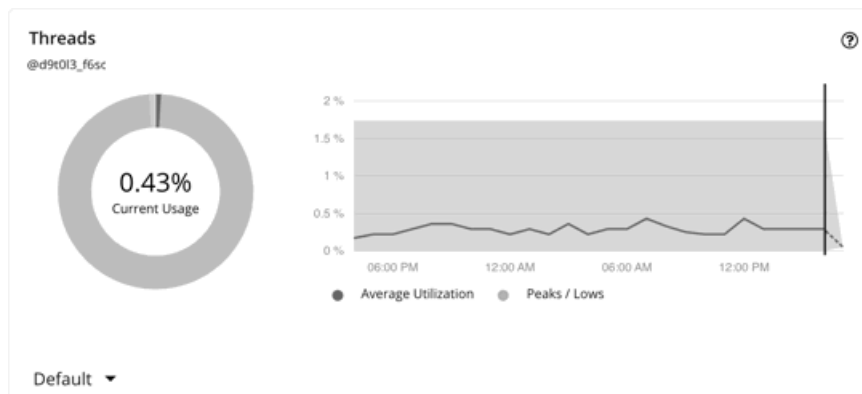 Threads
@d9t0l3_f6sc
0.43%
Current Usage
2 %
1.5 %
1 %
0.5 %
0 %
06:00 PM 12:00 AM 06:00 AM 12:00 PM
Average Utilization Peaks / Lows
Default